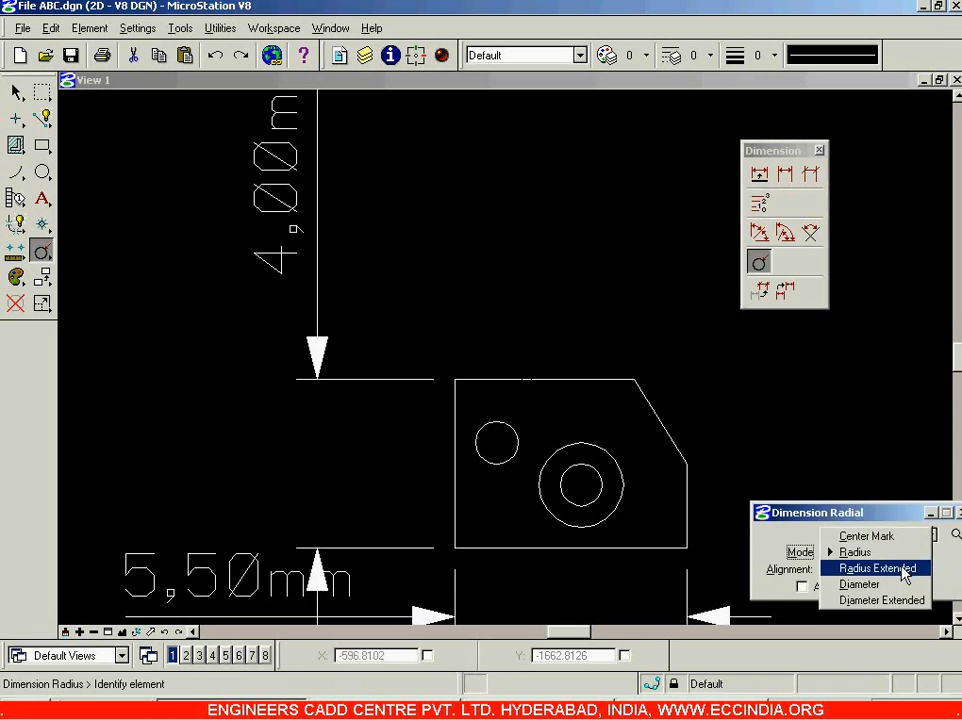 File ABC.dgn (2D - V8 DGN) - MicroStation V8
File Edit Element Settings Tools Utilities Workspace Window Help
Default 0 0 0
View 1
4,00m
Dimension
Dimension Radial
Center Mark
Mode Radius
Alignment: Radius Extended
A Diameter
Diameter Extended
5,50mm
Default Views 1 2 3 4 5 6 7 8 X: -596.8102 Y: -1662.8126
Dimension Radius > Identify element Default
ENGINEERS CADD CENTRE PVT. LTD. HYDERABAD, INDIA, WWW.ECCINDIA.ORG